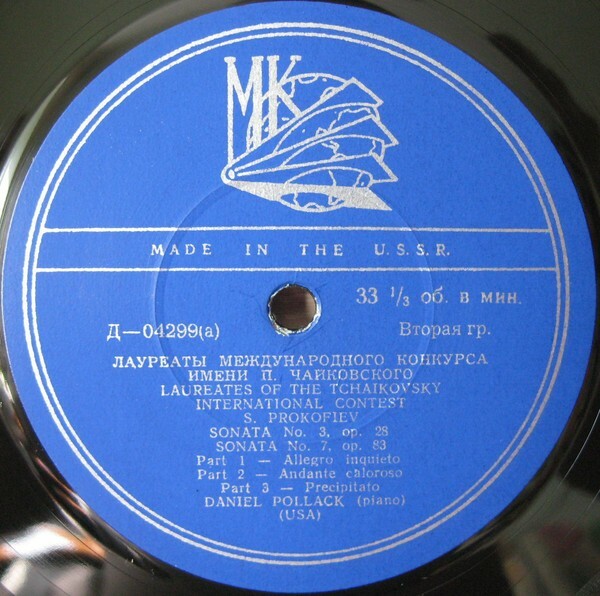 МК
MADE IN THE U.S.S.R.
33 1/3 об. в мин.
Д—04299(а) Вторая гр.
ЛАУРЕАТЫ МЕЖДУНАРОДНОГО КОНКУРСА
ИМЕНИ П. ЧАЙКОВСКОГО
LAUREATES OF THE TCHAIKOVSKY
INTERNATIONAL CONTEST
S. PROKOFIEV
SONATA No. 3, op. 28
SONATA No. 7, op. 83
Part 1 — Allegro inquieto
Part 2 — Andante caloroso
Part 3 — Precipitato
DANIEL POLLACK (piano)
(USA)